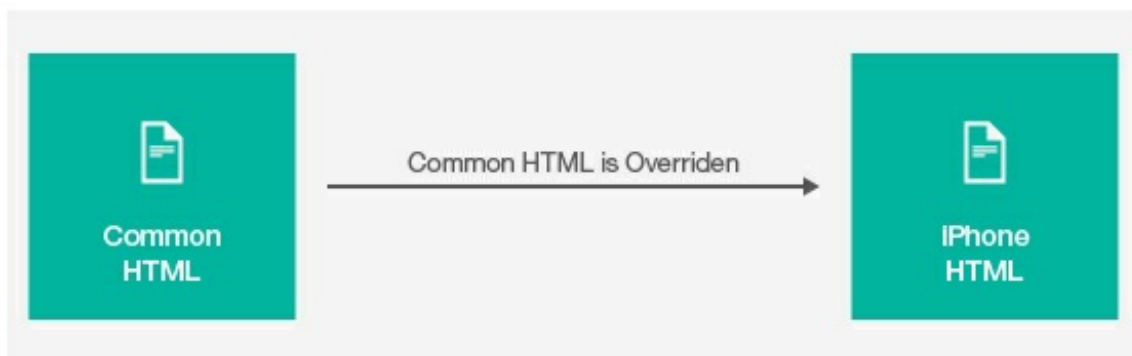 Common HTML is Overriden
Common
HTML
iPhone
HTML